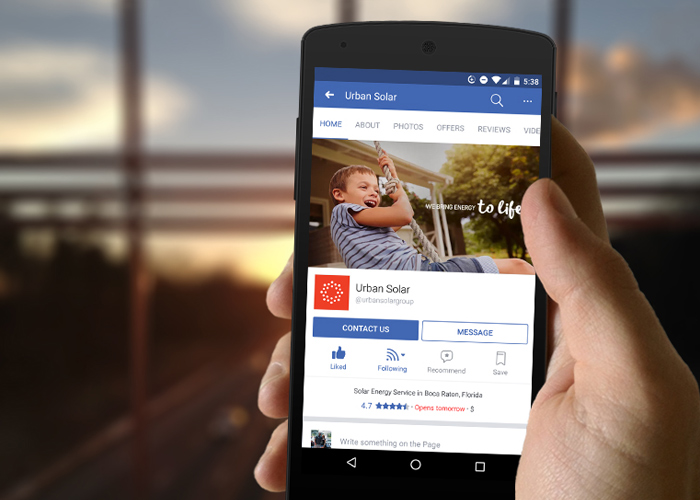 5:38
Urban Solar
HOME ABOUT PHOTOS OFFERS REVIEWS VIDE
WE BRING ENERGY to life
Urban Solar
@urbansolargroup
CONTACT US MESSAGE
Liked Following Recommend Save
Solar Energy Service in Boca Raton, Florida
4.7 · Opens tomorrow · $
Write something on the Page